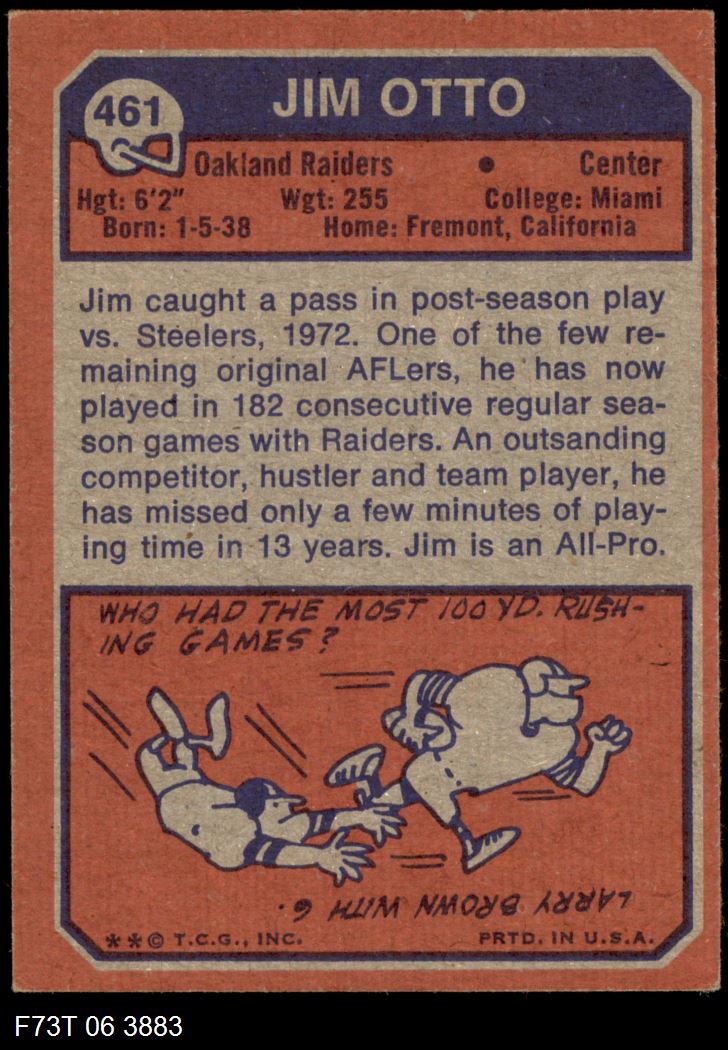 461
JIM OTTO
Oakland Raiders • Center
Hgt: 6'2" Wgt: 255 College: Miami
Born: 1-5-38 Home: Fremont, California
Jim caught a pass in post-season play
vs. Steelers, 1972. One of the few re-
maining original AFLers, he has now
played in 182 consecutive regular sea-
son games with Raiders. An outsanding
competitor, hustler and team player, he
has missed only a few minutes of play-
ing time in 13 years. Jim is an All-Pro.
WHO HAD THE MOST 100 YD. RUSH-
ING GAMES?
LARRY BROWN WITH 6.
**© T.C.G., INC. PRTD. IN U.S.A.
F73T 06 3883